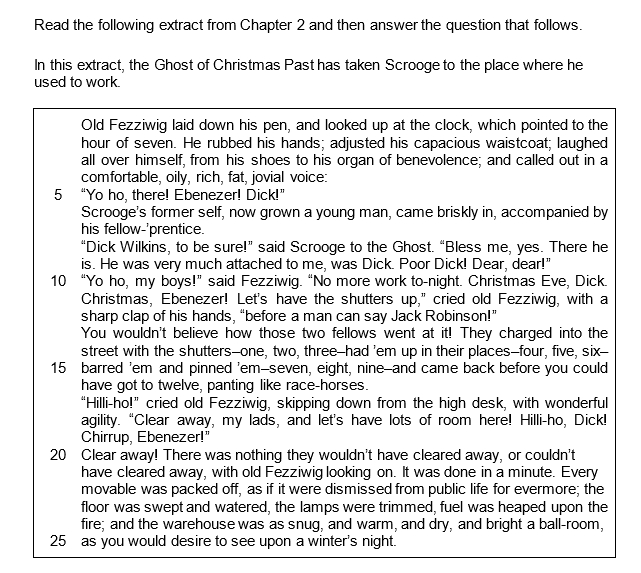 Read the following extract from Chapter 2 and then answer the question that follows.
In this extract, the Ghost of Christmas Past has taken Scrooge to the place where he
used to work.
Old Fezziwig laid down his pen, and looked up at the clock, which pointed to the
hour of seven. He rubbed his hands; adjusted his capacious waistcoat; laughed
all over himself, from his shoes to his organ of benevolence; and called out in a
comfortable, oily, rich, fat, jovial voice:
5 “Yo ho, there! Ebenezer! Dick!”
Scrooge’s former self, now grown a young man, came briskly in, accompanied by
his fellow-’prentice.
“Dick Wilkins, to be sure!” said Scrooge to the Ghost. “Bless me, yes. There he
is. He was very much attached to me, was Dick. Poor Dick! Dear, dear!”
10 “Yo ho, my boys!” said Fezziwig. “No more work to-night. Christmas Eve, Dick.
Christmas, Ebenezer! Let’s have the shutters up,” cried old Fezziwig, with a
sharp clap of his hands, “before a man can say Jack Robinson!”
You wouldn’t believe how those two fellows went at it! They charged into the
street with the shutters–one, two, three–had ’em up in their places–four, five, six–
15 barred ’em and pinned ’em–seven, eight, nine–and came back before you could
have got to twelve, panting like race-horses.
“Hilli-ho!” cried old Fezziwig, skipping down from the high desk, with wonderful
agility. “Clear away, my lads, and let’s have lots of room here! Hilli-ho, Dick!
Chirrup, Ebenezer!”
20 Clear away! There was nothing they wouldn’t have cleared away, or couldn’t
have cleared away, with old Fezziwig looking on. It was done in a minute. Every
movable was packed off, as if it were dismissed from public life for evermore; the
floor was swept and watered, the lamps were trimmed, fuel was heaped upon the
fire; and the warehouse was as snug, and warm, and dry, and bright a ball-room,
25 as you would desire to see upon a winter’s night.